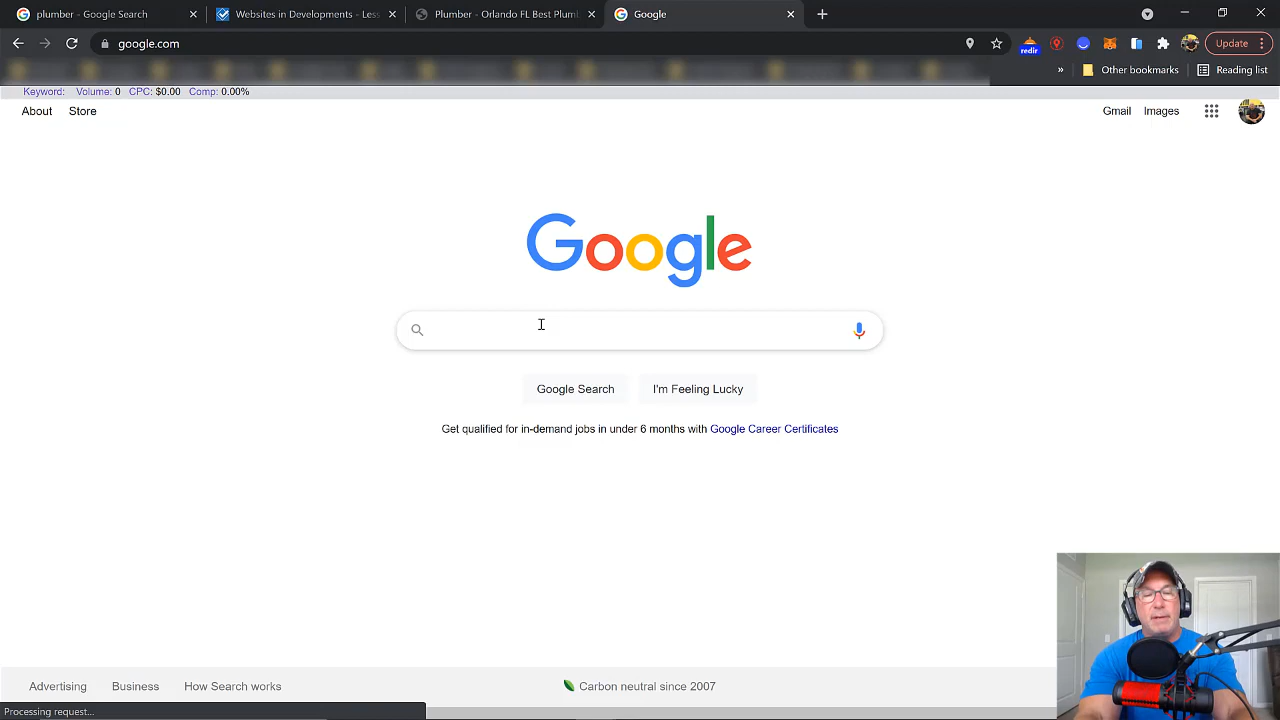 plumber - Google Search
Websites in Developments - Less
Plumber - Orlando FL Best Plumb
Google
google.com
redir
Update
»
Other bookmarks
Reading list
Keyword: Volume: 0 CPC: $0.00 Comp: 0.00%
About Store
Gmail Images
Google
Google Search
I'm Feeling Lucky
Get qualified for in-demand jobs in under 6 months with Google Career Certificates
Advertising Business How Search works
Carbon neutral since 2007
Processing request...